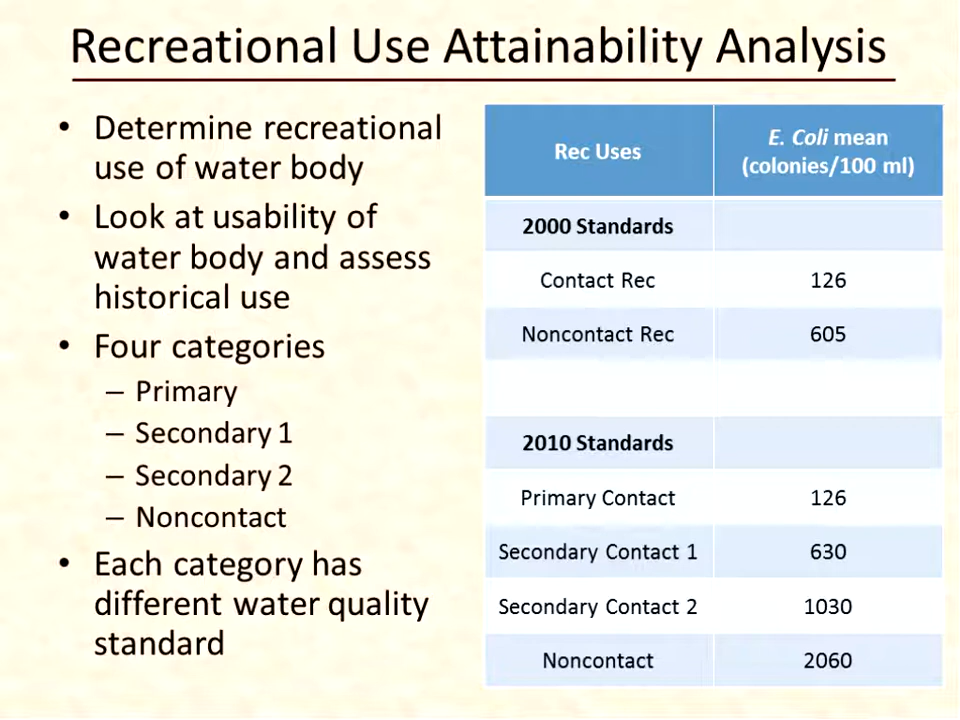 Recreational Use Attainability Analysis
• Determine recreational
use of water body
• Look at usability of
water body and assess
historical use
• Four categories
– Primary
– Secondary 1
– Secondary 2
– Noncontact
• Each category has
different water quality
standard
Rec Uses E. Coli mean
(colonies/100 ml)
2000 Standards
Contact Rec 126
Noncontact Rec 605
2010 Standards
Primary Contact 126
Secondary Contact 1 630
Secondary Contact 2 1030
Noncontact 2060